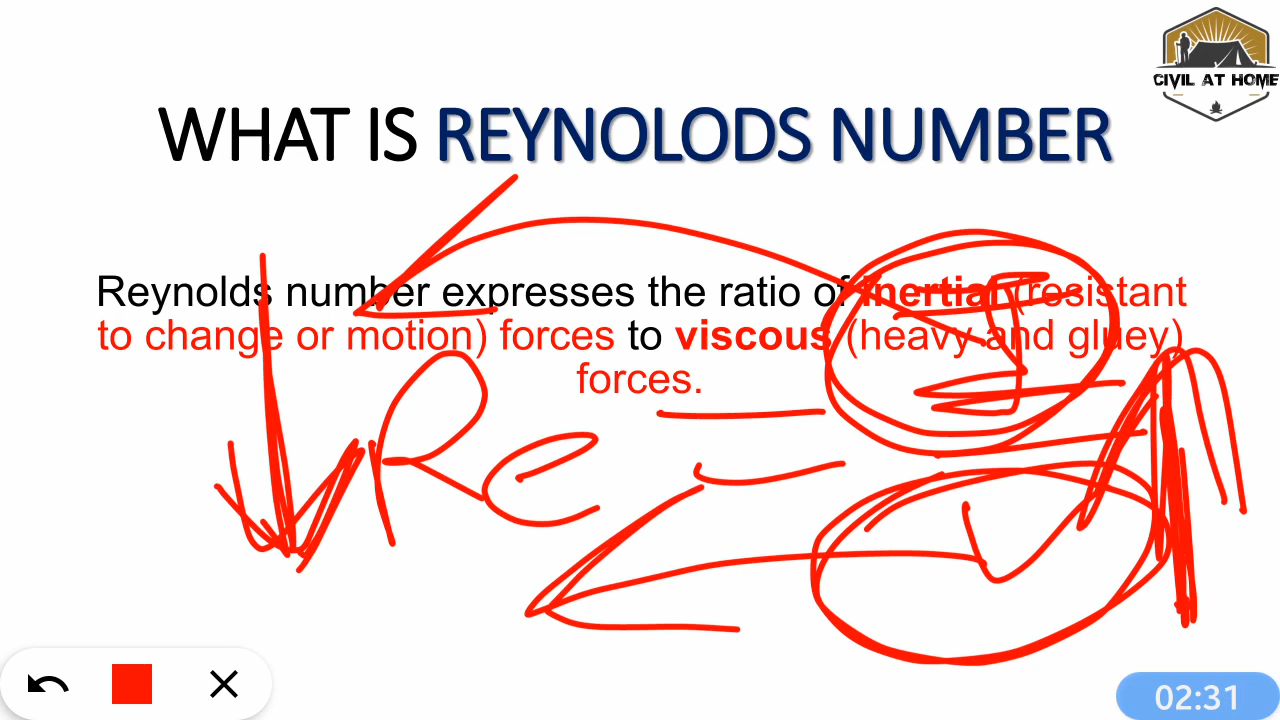 CIVIL AT HOME
WHAT IS REYNOLODS NUMBER
Reynolds number expresses the ratio of inertial (resistant
to change or motion) forces to viscous (heavy and gluey)
forces.
Re = I
V
02:31